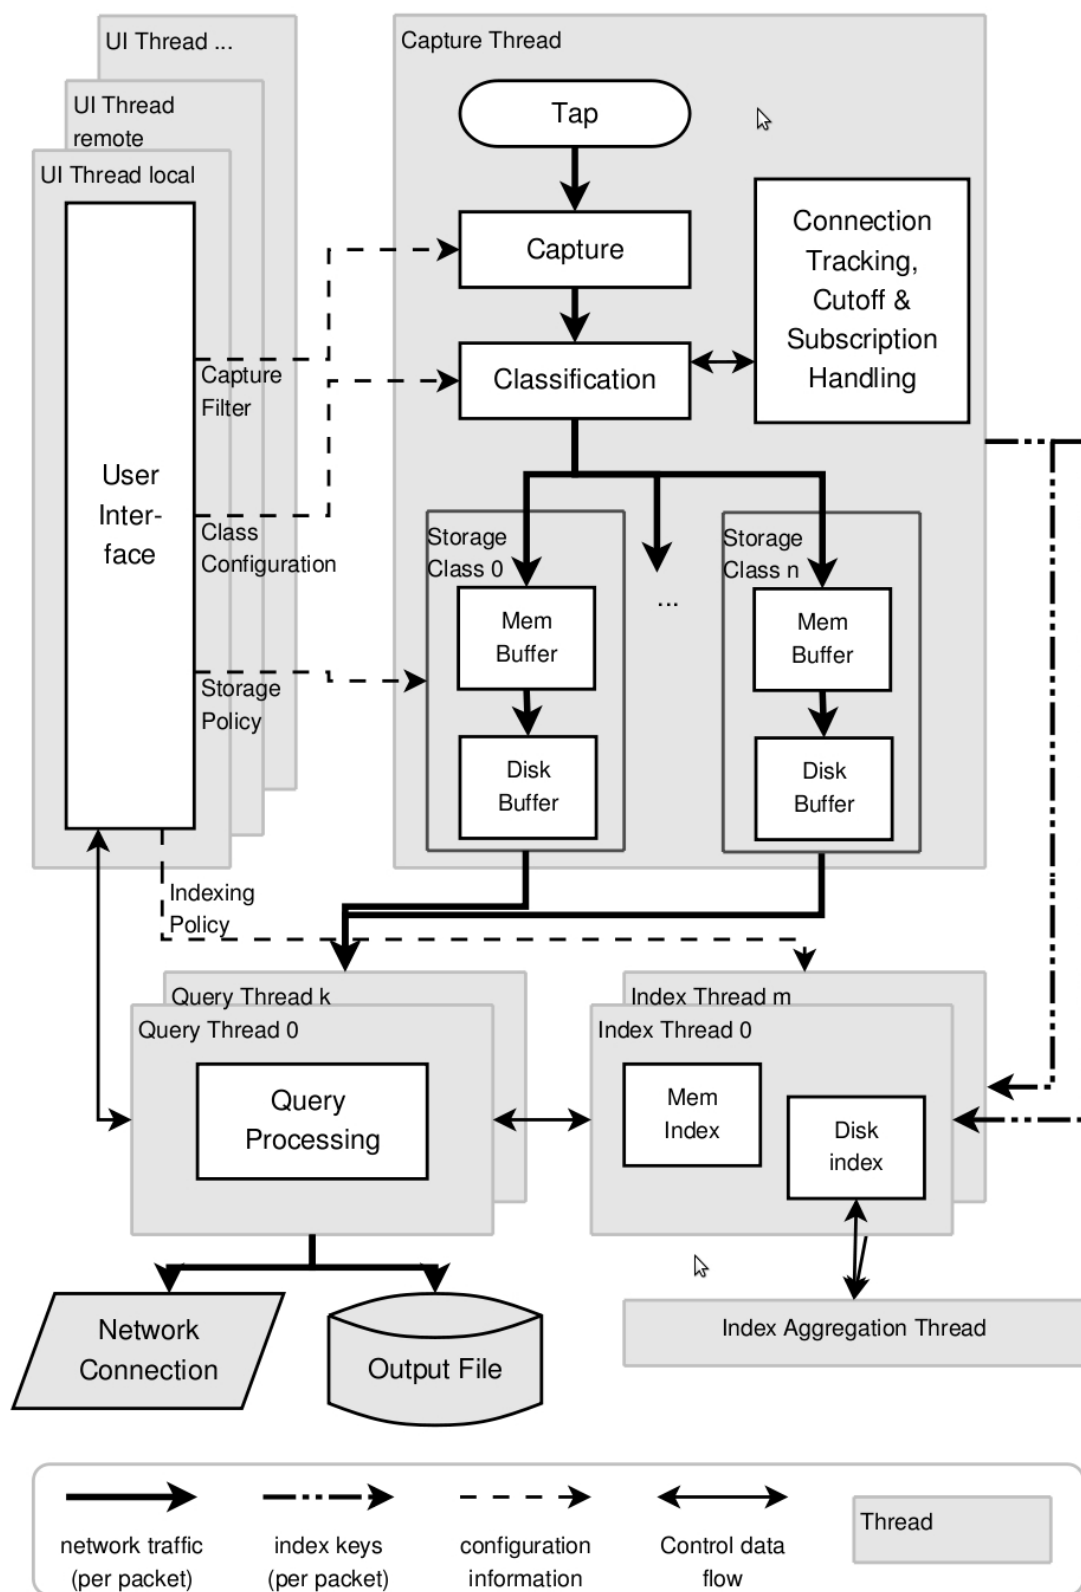 UI Thread ...
UI Thread
remote
UI Thread local
User
Inter-
face
Capture
Filter
Class
Configuration
Storage
Policy
Indexing
Policy
Capture Thread
Tap
Capture
Classification
Connection
Tracking,
Cutoff &
Subscription
Handling
Storage
Class 0
Mem
Buffer
Disk
Buffer
...
Storage
Class n
Mem
Buffer
Disk
Buffer
Query Thread k
Query Thread 0
Query
Processing
Index Thread m
Index Thread 0
Mem
Index
Disk
index
Network
Connection
Output File
Index Aggregation Thread
network traffic
(per packet)
index keys
(per packet)
configuration
information
Control data
flow
Thread